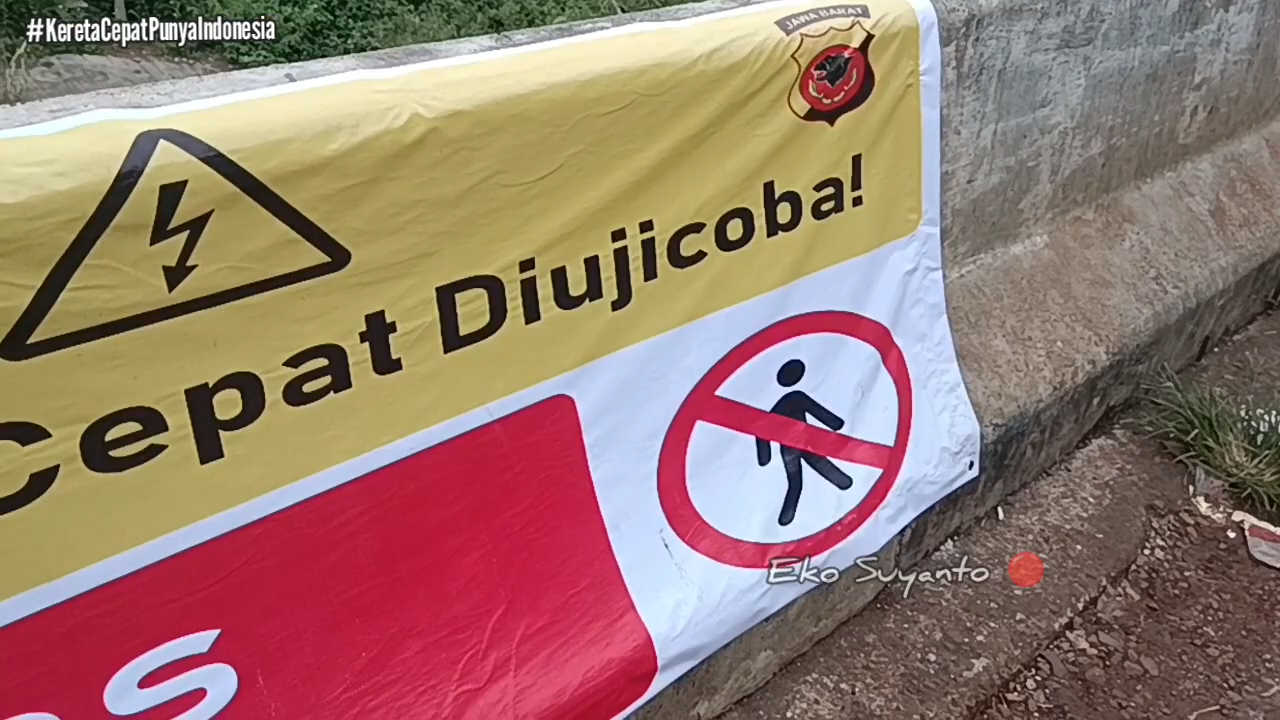 #KeretaCepatPunyaIndonesia
JAWA BARAT
Cepat Diujicoba!
Eko Suyanto